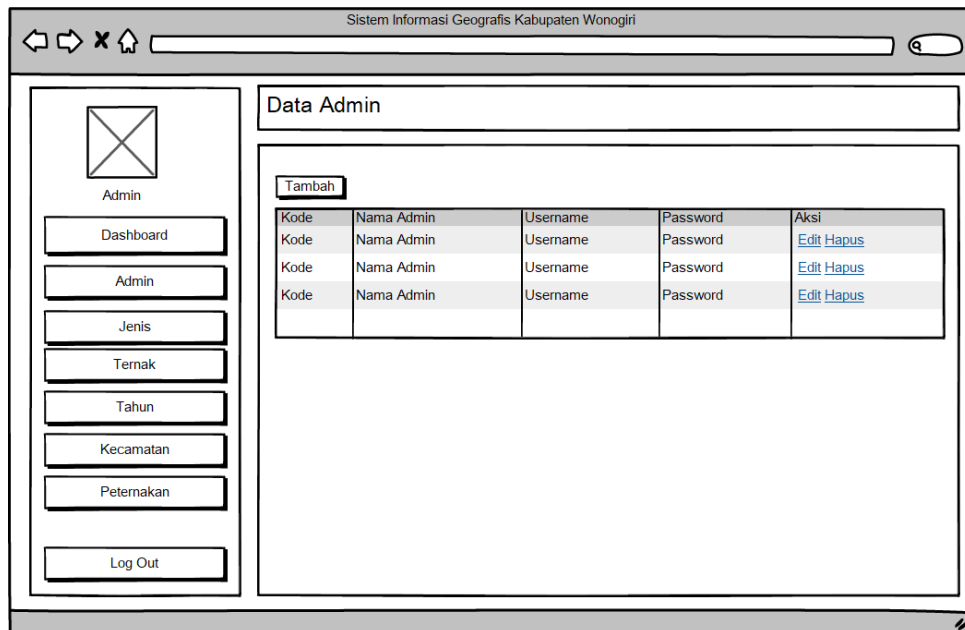 Sistem Informasi Geografis Kabupaten Wonogiri
Admin
Dashboard
Admin
Jenis
Ternak
Tahun
Kecamatan
Peternakan
Log Out
Data Admin
Tambah
Kode Nama Admin Username Password Aksi
Kode Nama Admin Username Password Edit Hapus
Kode Nama Admin Username Password Edit Hapus
Kode Nama Admin Username Password Edit Hapus